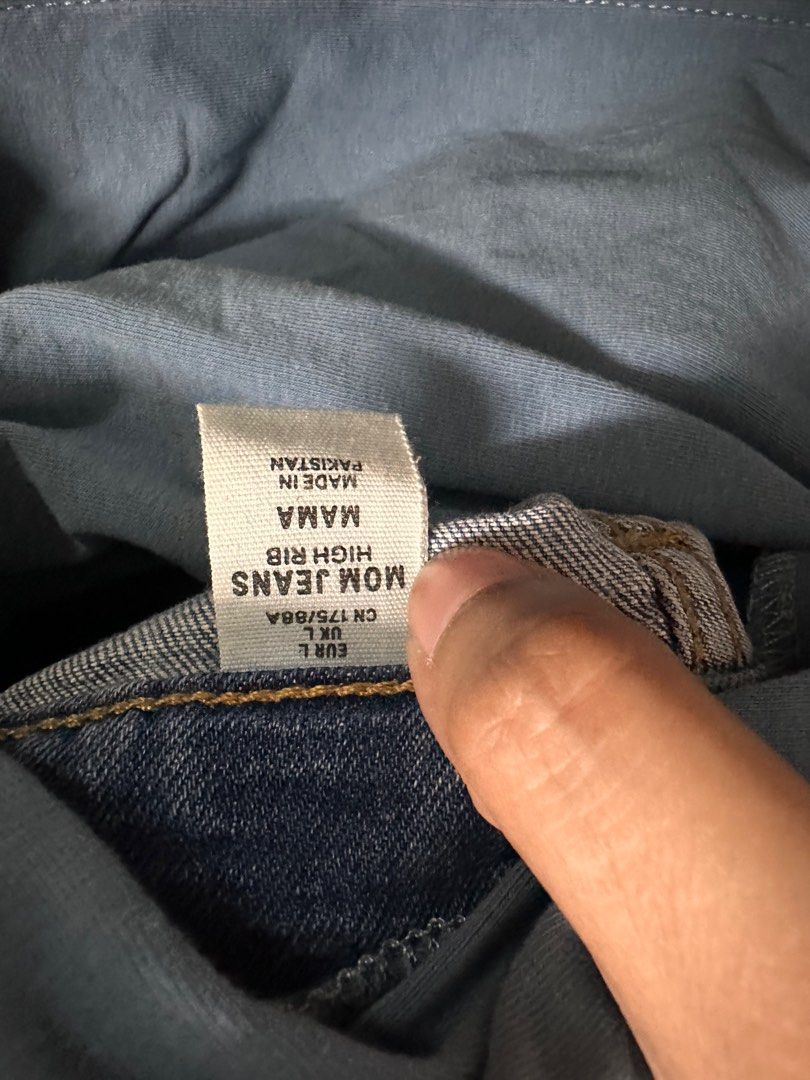 EUR L
UK L
CN 175/88A
MOM JEANS
HIGH RIB
MAMA
MADE IN
PAKISTAN